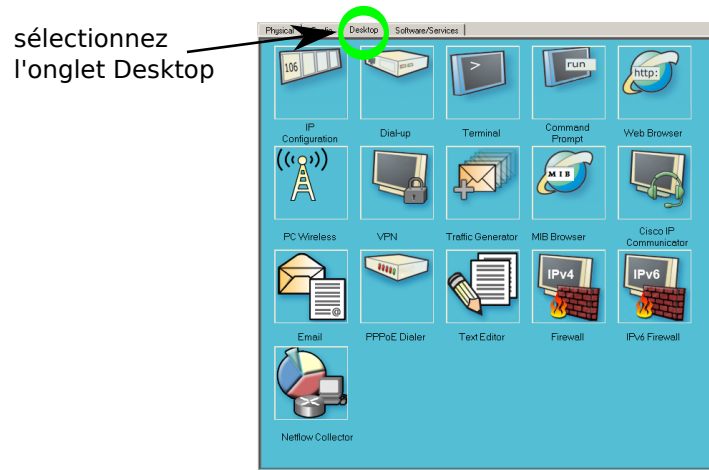 sélectionnez
l'onglet Desktop
Physical
Config
Desktop
Software/Services
106
>
run
http:
IP
Configuration
Dial-up
Terminal
Command
Prompt
Web Browser
MIB
PC Wireless
VPN
Traffic Generator
MIB Browser
Cisco IP
Communicator
@
IPv4
IPv6
Email
PPPoE Dialer
Text Editor
Firewall
IPv6 Firewall
Netflow Collector